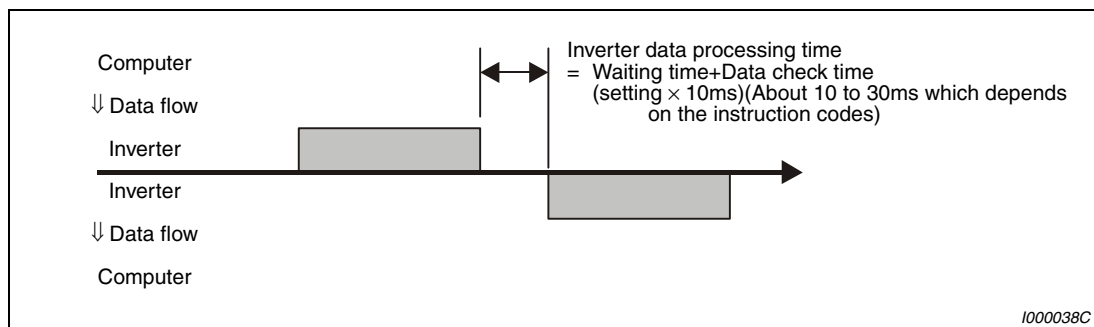 Computer
⇓ Data flow
Inverter
Inverter
⇓ Data flow
Computer
Inverter data processing time
= Waiting time+Data check time
(setting × 10ms)(About 10 to 30ms which depends
on the instruction codes)
I000038C